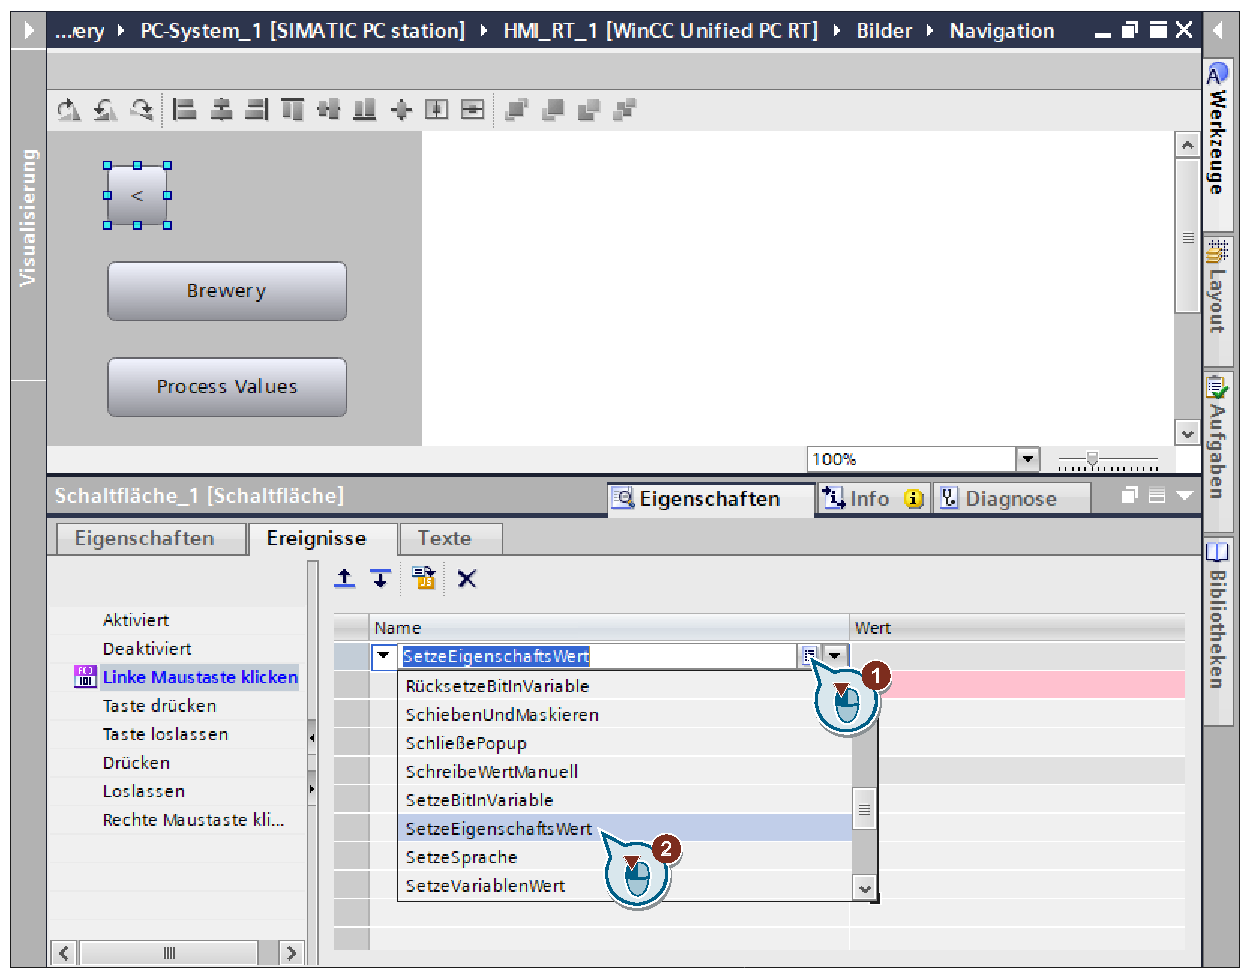 ...ery ▸ PC-System_1 [SIMATIC PC station] ▸ HMI_RT_1 [WinCC Unified PC RT] ▸ Bilder ▸ Navigation
Visualisierung
<
Brewery
Process Values
100%
Werkzeuge
Layout
Aufgaben
Bibliotheken
Schaltfläche_1 [Schaltfläche]
Eigenschaften
Info
Diagnose
Eigenschaften
Ereignisse
Texte
Aktiviert
Deaktiviert
Linke Maustaste klicken
Taste drücken
Taste loslassen
Drücken
Loslassen
Rechte Maustaste kli...
Name
Wert
SetzeEigenschaftsWert
RücksetzeBitInVariable
SchiebenUndMaskieren
SchließePopup
SchreibeWertManuell
SetzeBitInVariable
SetzeEigenschaftsWert
SetzeSprache
SetzeVariablenWert
1
2